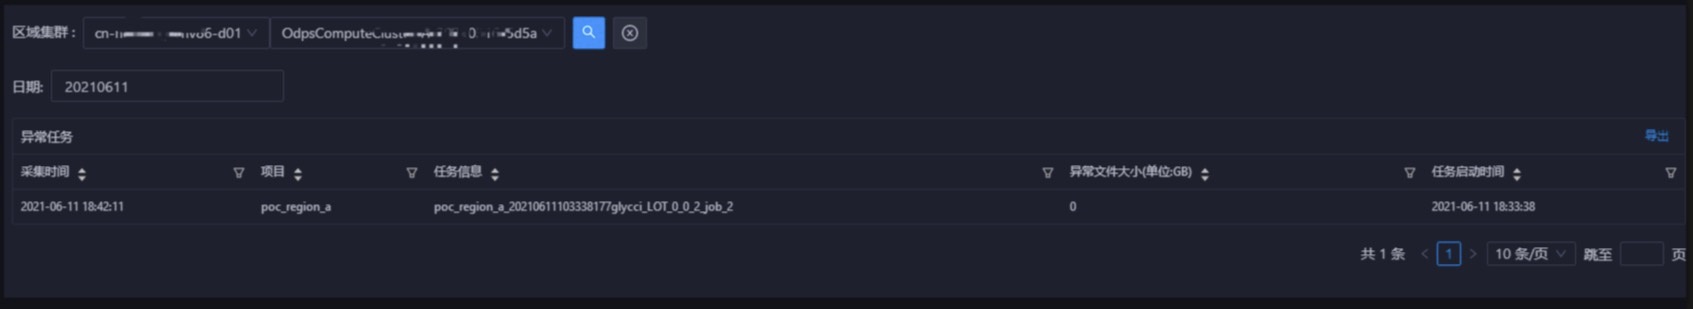 区域集群：
日期: 20210611
异常任务 导出
采集时间 项目 任务信息 异常文件大小(单位:GB) 任务启动时间
2021-06-11 18:42:11 poc_region_a poc_region_a_20210611103338177glycci_LOT_0_0_2_job_2 0 2021-06-11 18:33:38
共 1 条 < 1 > 10 条/页 跳至 页